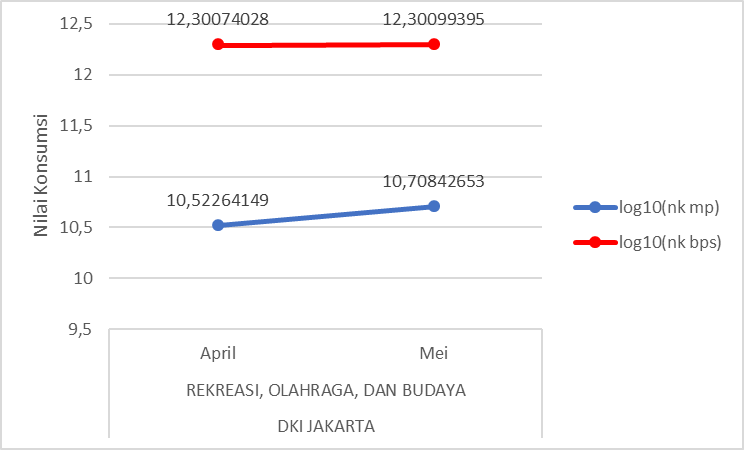 12,5
12,30074028
12,30099395
12
11,5
11
10,70842653
10,52264149
10,5
10
9,5
Nilai Konsumsi
log10(nk mp)
log10(nk bps)
April
Mei
REKREASI, OLAHRAGA, DAN BUDAYA
DKI JAKARTA